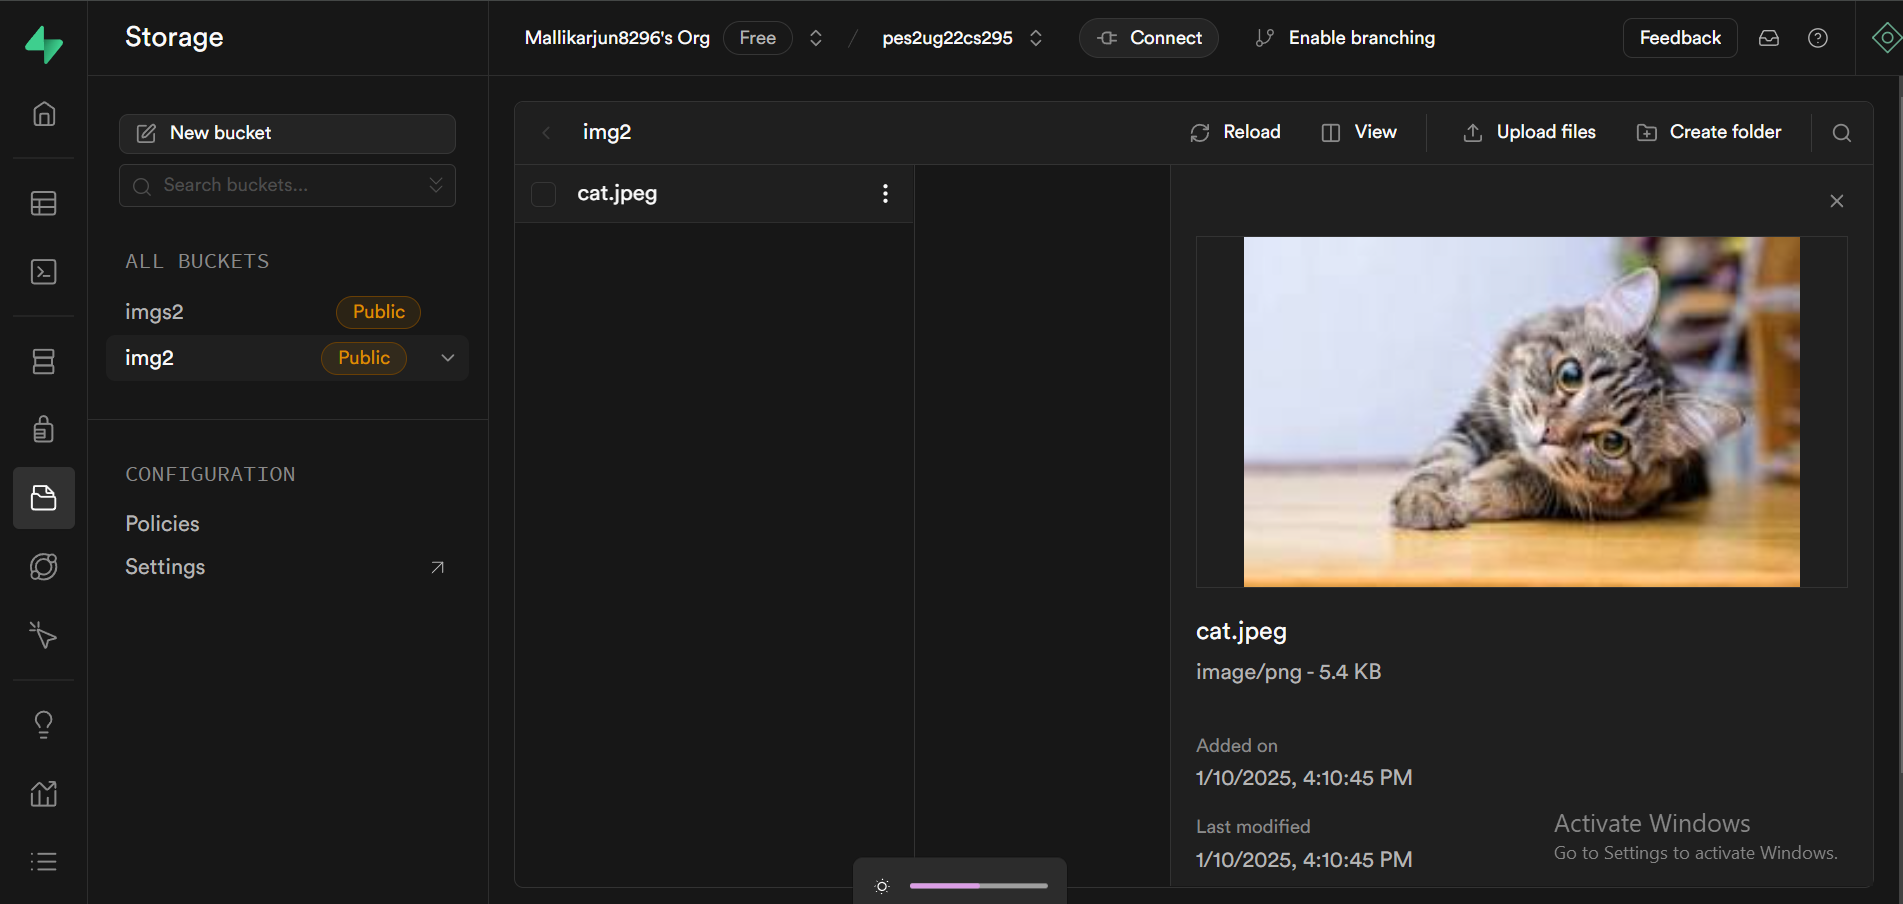 Storage
Mallikarjun8296's Org
Free
/
pes2ug22cs295
Connect
Enable branching
Feedback
New bucket
Search buckets...
ALL BUCKETS
imgs2
Public
img2
Public
CONFIGURATION
Policies
Settings
img2
Reload
View
Upload files
Create folder
cat.jpeg
cat.jpeg
image/png - 5.4 KB
Added on
1/10/2025, 4:10:45 PM
Last modified
1/10/2025, 4:10:45 PM
Activate Windows
Go to Settings to activate Windows.